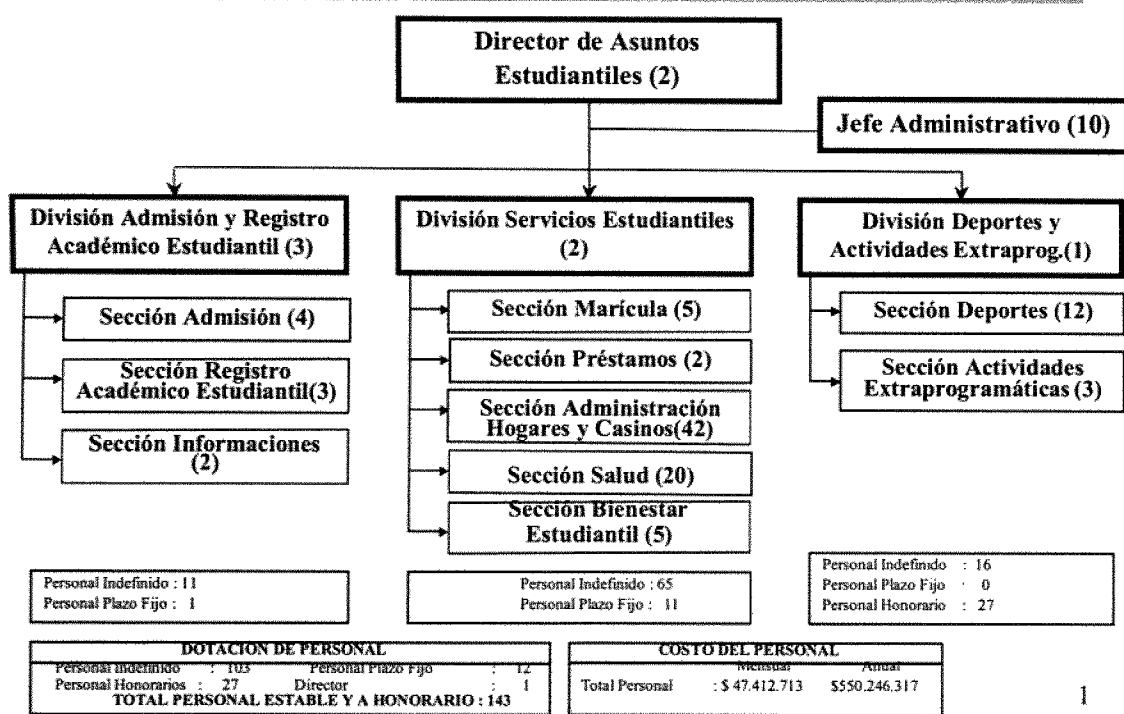 Director de Asuntos
Estudiantiles (2)
Jefe Administrativo (10)
División Admisión y Registro
Académico Estudiantil (3)
Sección Admisión (4)
Sección Registro
Académico Estudiantil(3)
Sección Informaciones
(2)
División Servicios Estudiantiles
(2)
Sección Marícula (5)
Sección Préstamos (2)
Sección Administración
Hogares y Casinos(42)
Sección Salud (20)
Sección Bienestar
Estudiantil (5)
División Deportes y
Actividades Extraprog.(1)
Sección Deportes (12)
Sección Actividades
Extraprogramáticas (3)
Personal Indefinido : 11
Personal Plazo Fijo : 1
Personal Indefinido : 65
Personal Plazo Fijo : 11
Personal Indefinido : 16
Personal Plazo Fijo : 0
Personal Honorario : 27
DOTACION DE PERSONAL
Personal Indefinido : 103 Personal Plazo Fijo : 12
Personal Honorarios : 27 Director : 1
TOTAL PERSONAL ESTABLE Y A HONORARIO : 143
COSTO DEL PERSONAL
Mensual Anual
Total Personal : $ 47.412.713 $550.246.317
1